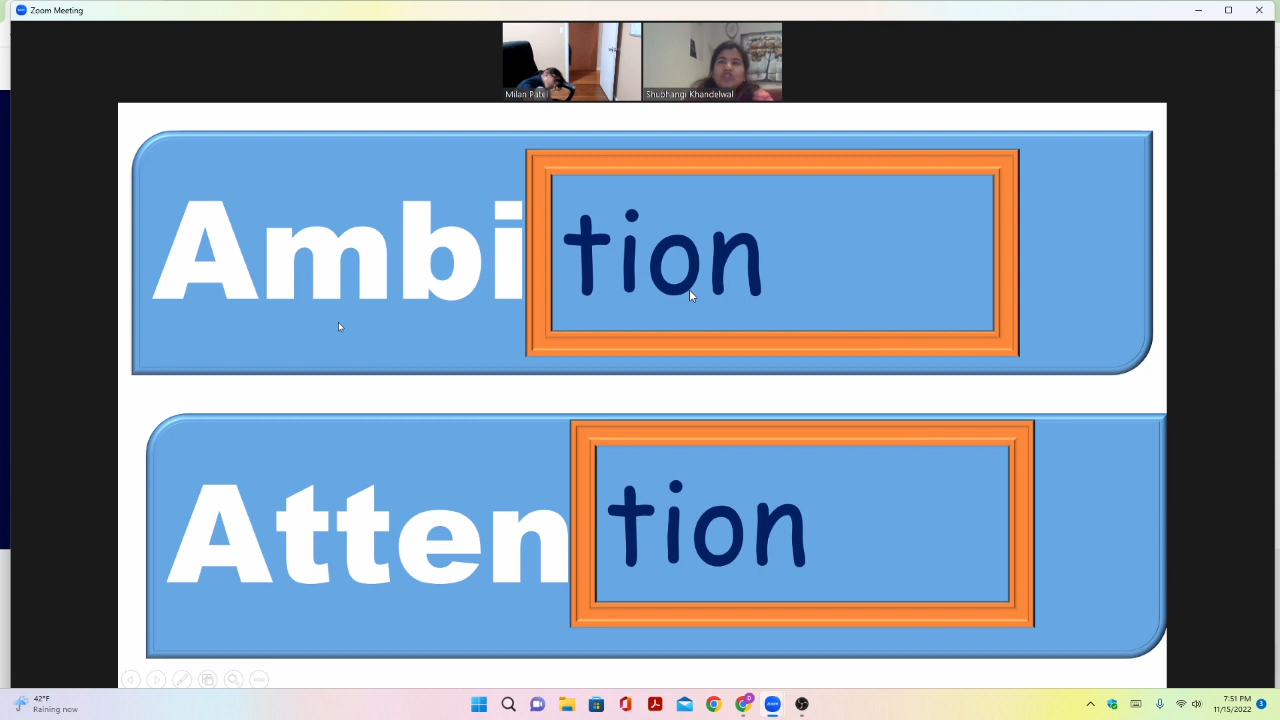 Zoom Meeting
Milan Patel
Shubhangi Khandelwal
Ambi tion
Atten tion
42°F
Raining now
7:51 PM
11/15/2022
3